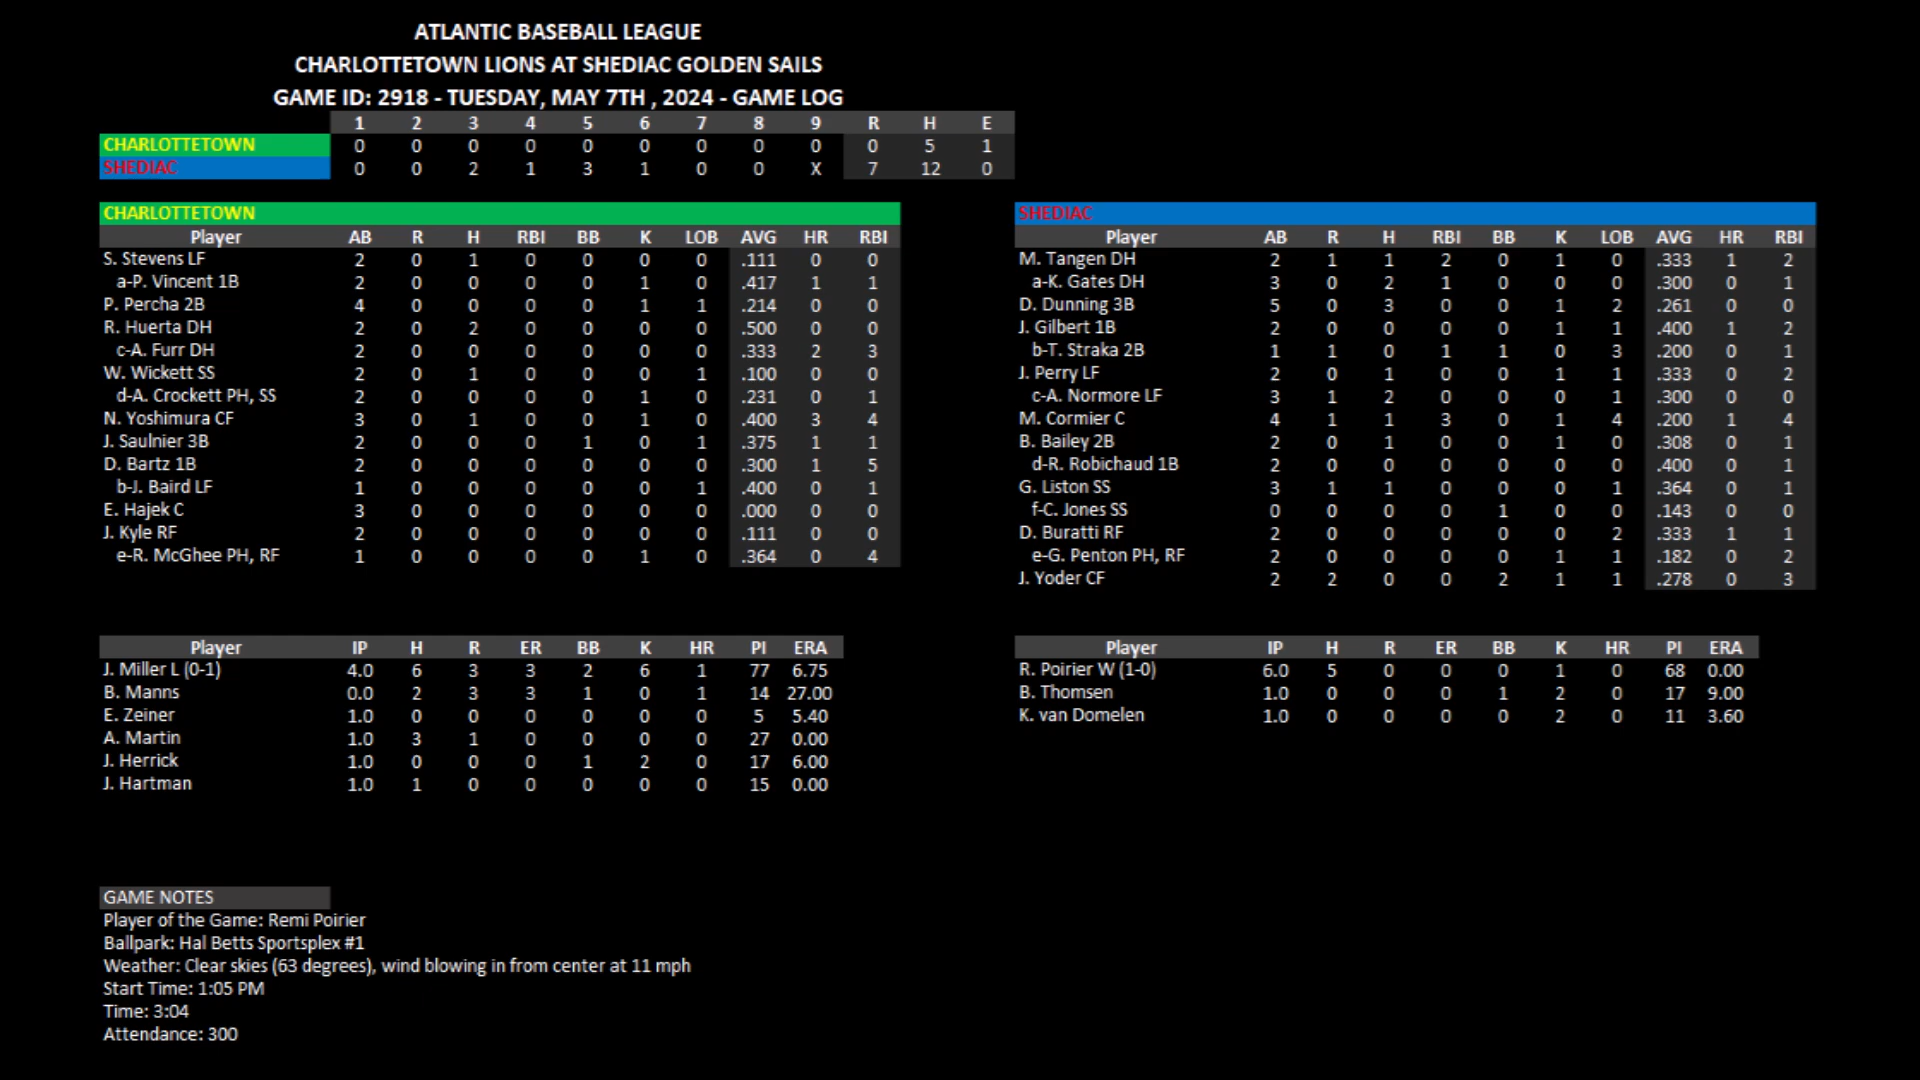 ATLANTIC BASEBALL LEAGUE
CHARLOTTETOWN LIONS AT SHEDIAC GOLDEN SAILS
GAME ID: 2918 - TUESDAY, MAY 7TH , 2024 - GAME LOG
1 2 3 4 5 6 7 8 9 R H E
CHARLOTTETOWN 0 0 0 0 0 0 0 0 0 0 5 1
SHEDIAC 0 0 2 1 3 1 0 0 X 7 12 0
CHARLOTTETOWN
Player AB R H RBI BB K LOB AVG HR RBI
S. Stevens LF 2 0 1 0 0 0 0 .111 0 0
a-P. Vincent 1B 2 0 0 0 0 1 0 .417 1 1
P. Percha 2B 4 0 0 0 0 1 1 .214 0 0
R. Huerta DH 2 0 2 0 0 0 0 .500 0 0
c-A. Furr DH 2 0 0 0 0 0 0 .333 2 3
W. Wickett SS 2 0 1 0 0 0 1 .100 0 0
d-A. Crockett PH, SS 2 0 0 0 0 1 0 .231 0 1
N. Yoshimura CF 3 0 1 0 0 1 0 .400 3 4
J. Saulnier 3B 2 0 0 0 1 0 1 .375 1 1
D. Bartz 1B 2 0 0 0 0 0 0 .300 1 5
b-J. Baird LF 1 0 0 0 0 0 1 .400 0 1
E. Hajek C 3 0 0 0 0 0 0 .000 0 0
J. Kyle RF 2 0 0 0 0 0 0 .111 0 0
e-R. McGhee PH, RF 1 0 0 0 0 1 0 .364 0 4
SHEDIAC
Player AB R H RBI BB K LOB AVG HR RBI
M. Tangen DH 2 1 1 2 0 1 0 .333 1 2
a-K. Gates DH 3 0 2 1 0 0 0 .300 0 1
D. Dunning 3B 5 0 3 0 0 1 2 .261 0 0
J. Gilbert 1B 2 0 0 0 0 1 1 .400 1 2
b-T. Straka 2B 1 1 0 1 1 0 3 .200 0 1
J. Perry LF 2 0 1 0 0 1 1 .333 0 2
c-A. Normore LF 3 1 2 0 0 0 1 .300 0 0
M. Cormier C 4 1 1 3 0 1 4 .200 1 4
B. Bailey 2B 2 0 1 0 0 1 0 .308 0 1
d-R. Robichaud 1B 2 0 0 0 0 0 0 .400 0 1
G. Liston SS 3 1 1 0 0 0 1 .364 0 1
f-C. Jones SS 0 0 0 0 1 0 0 .143 0 0
D. Buratti RF 2 0 0 0 0 0 2 .333 1 1
e-G. Penton PH, RF 2 0 0 0 0 1 1 .182 0 2
J. Yoder CF 2 2 0 0 2 1 1 .278 0 3
Player IP H R ER BB K HR PI ERA
J. Miller L (0-1) 4.0 6 3 3 2 6 1 77 6.75
B. Manns 0.0 2 3 3 1 0 1 14 27.00
E. Zeiner 1.0 0 0 0 0 0 0 5 5.40
A. Martin 1.0 3 1 0 0 0 0 27 0.00
J. Herrick 1.0 0 0 0 1 2 0 17 6.00
J. Hartman 1.0 1 0 0 0 0 0 15 0.00
Player IP H R ER BB K HR PI ERA
R. Poirier W (1-0) 6.0 5 0 0 0 1 0 68 0.00
B. Thomsen 1.0 0 0 0 1 2 0 17 9.00
K. van Domelen 1.0 0 0 0 0 2 0 11 3.60
GAME NOTES
Player of the Game: Remi Poirier
Ballpark: Hal Betts Sportsplex #1
Weather: Clear skies (63 degrees), wind blowing in from center at 11 mph
Start Time: 1:05 PM
Time: 3:04
Attendance: 300